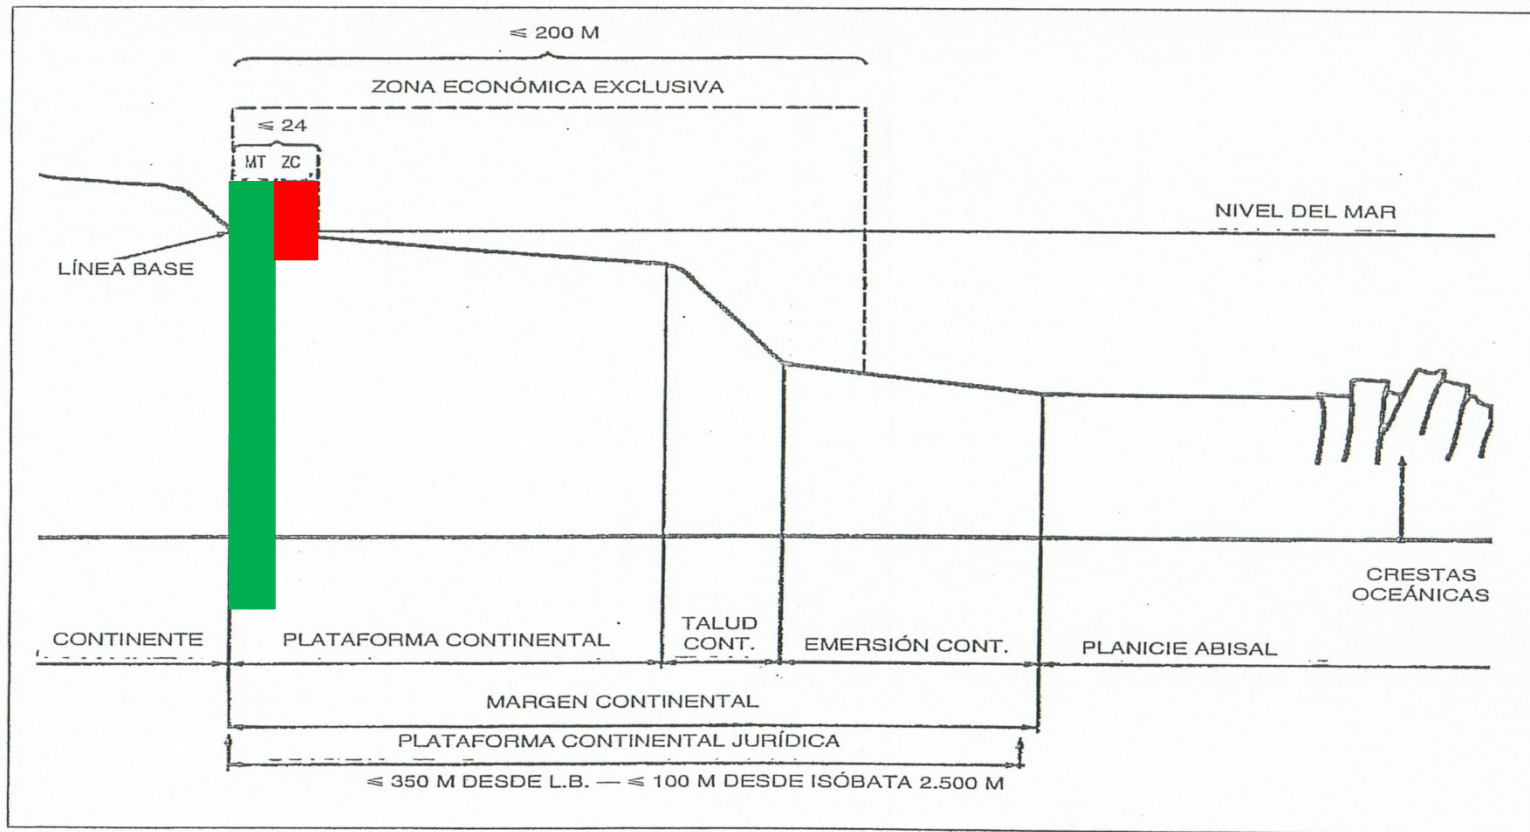 ≤ 200 M
ZONA ECONÓMICA EXCLUSIVA
≤ 24
MT ZC
NIVEL DEL MAR
LÍNEA BASE
CRESTAS
OCEÁNICAS
CONTINENTE
PLATAFORMA CONTINENTAL
TALUD
CONT.
EMERSIÓN CONT.
PLANICIE ABISAL
MARGEN CONTINENTAL
PLATAFORMA CONTINENTAL JURÍDICA
≤ 350 M DESDE L.B. — ≤ 100 M DESDE ISÓBATA 2.500 M